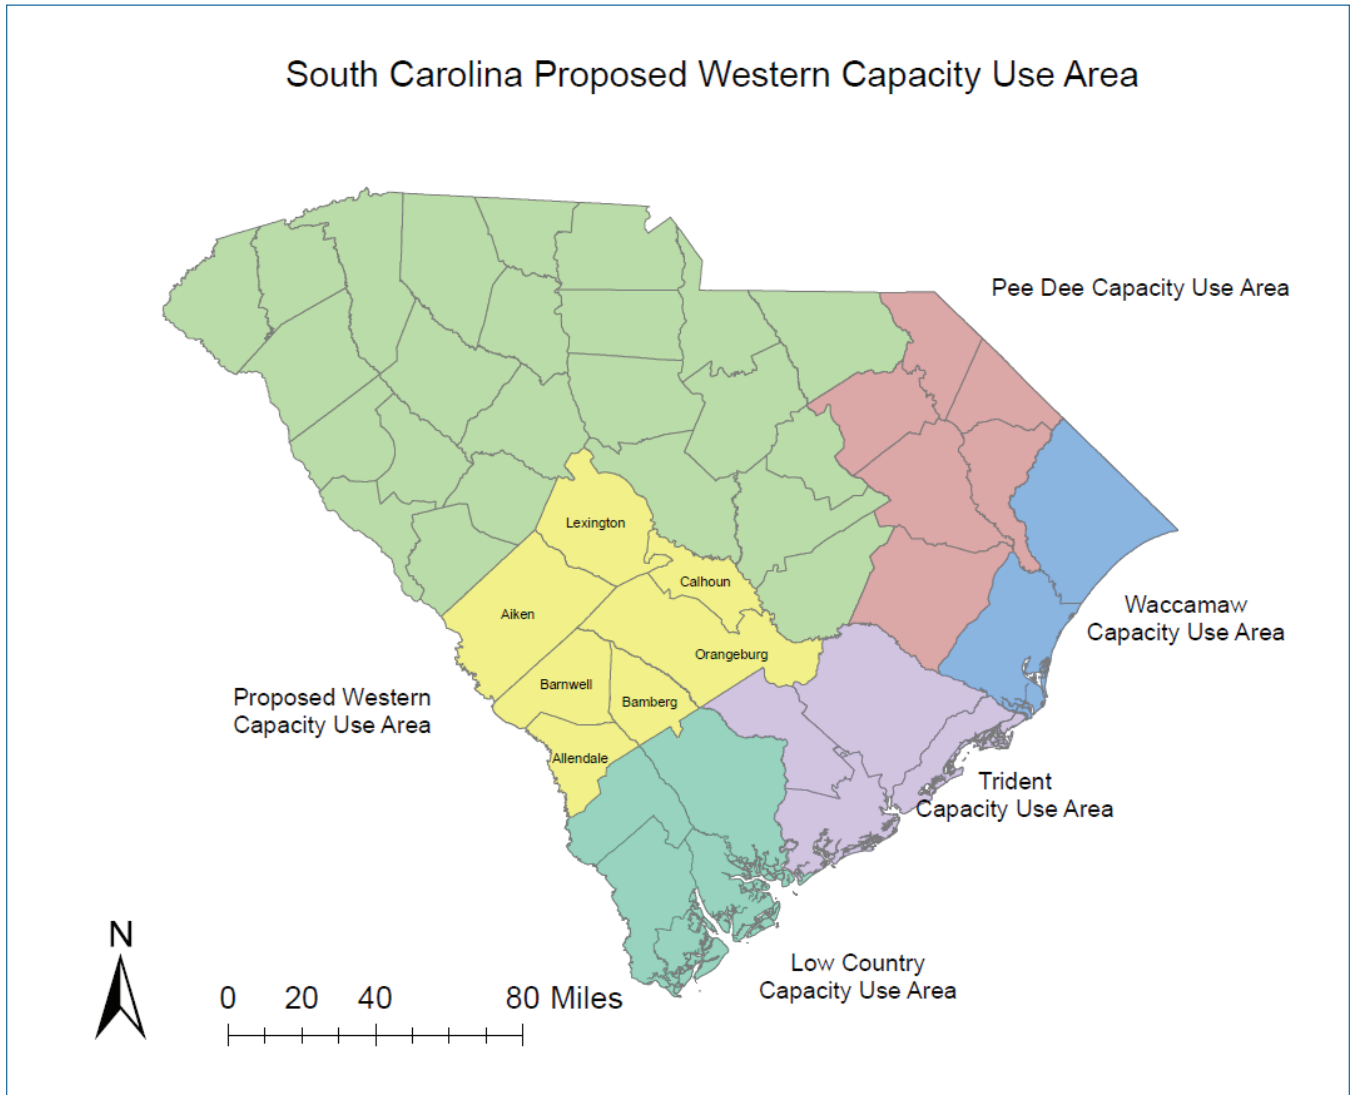 South Carolina Proposed Western Capacity Use Area
Pee Dee Capacity Use Area
Lexington
Calhoun
Aiken
Waccamaw
Capacity Use Area
Orangeburg
Barnwell
Bamberg
Proposed Western
Capacity Use Area
Allendale
Trident
Capacity Use Area
Low Country
Capacity Use Area
N
0 20 40 80 Miles